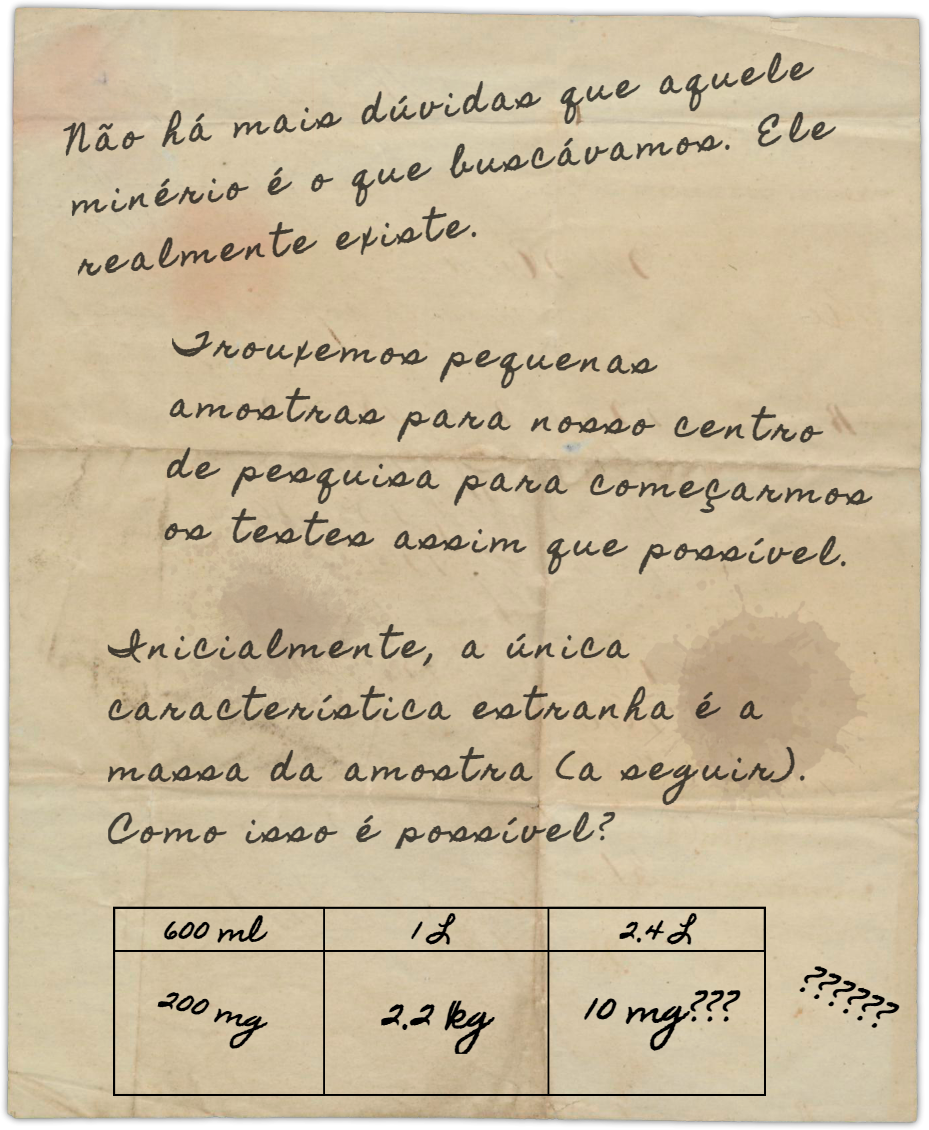 Não há mais dúvidas que aquele
minério é o que buscávamos. Ele
realmente existe.
Trouxemos pequenas
amostras para nosso centro
de pesquisa para começarmos
os testes assim que possível.
Inicialmente, a única
característica estranha é a
massa da amostra (a seguir).
Como isso é possível?
600 ml 1 L 2.4 L
200 mg 2.2 kg 10 mg??? ??????